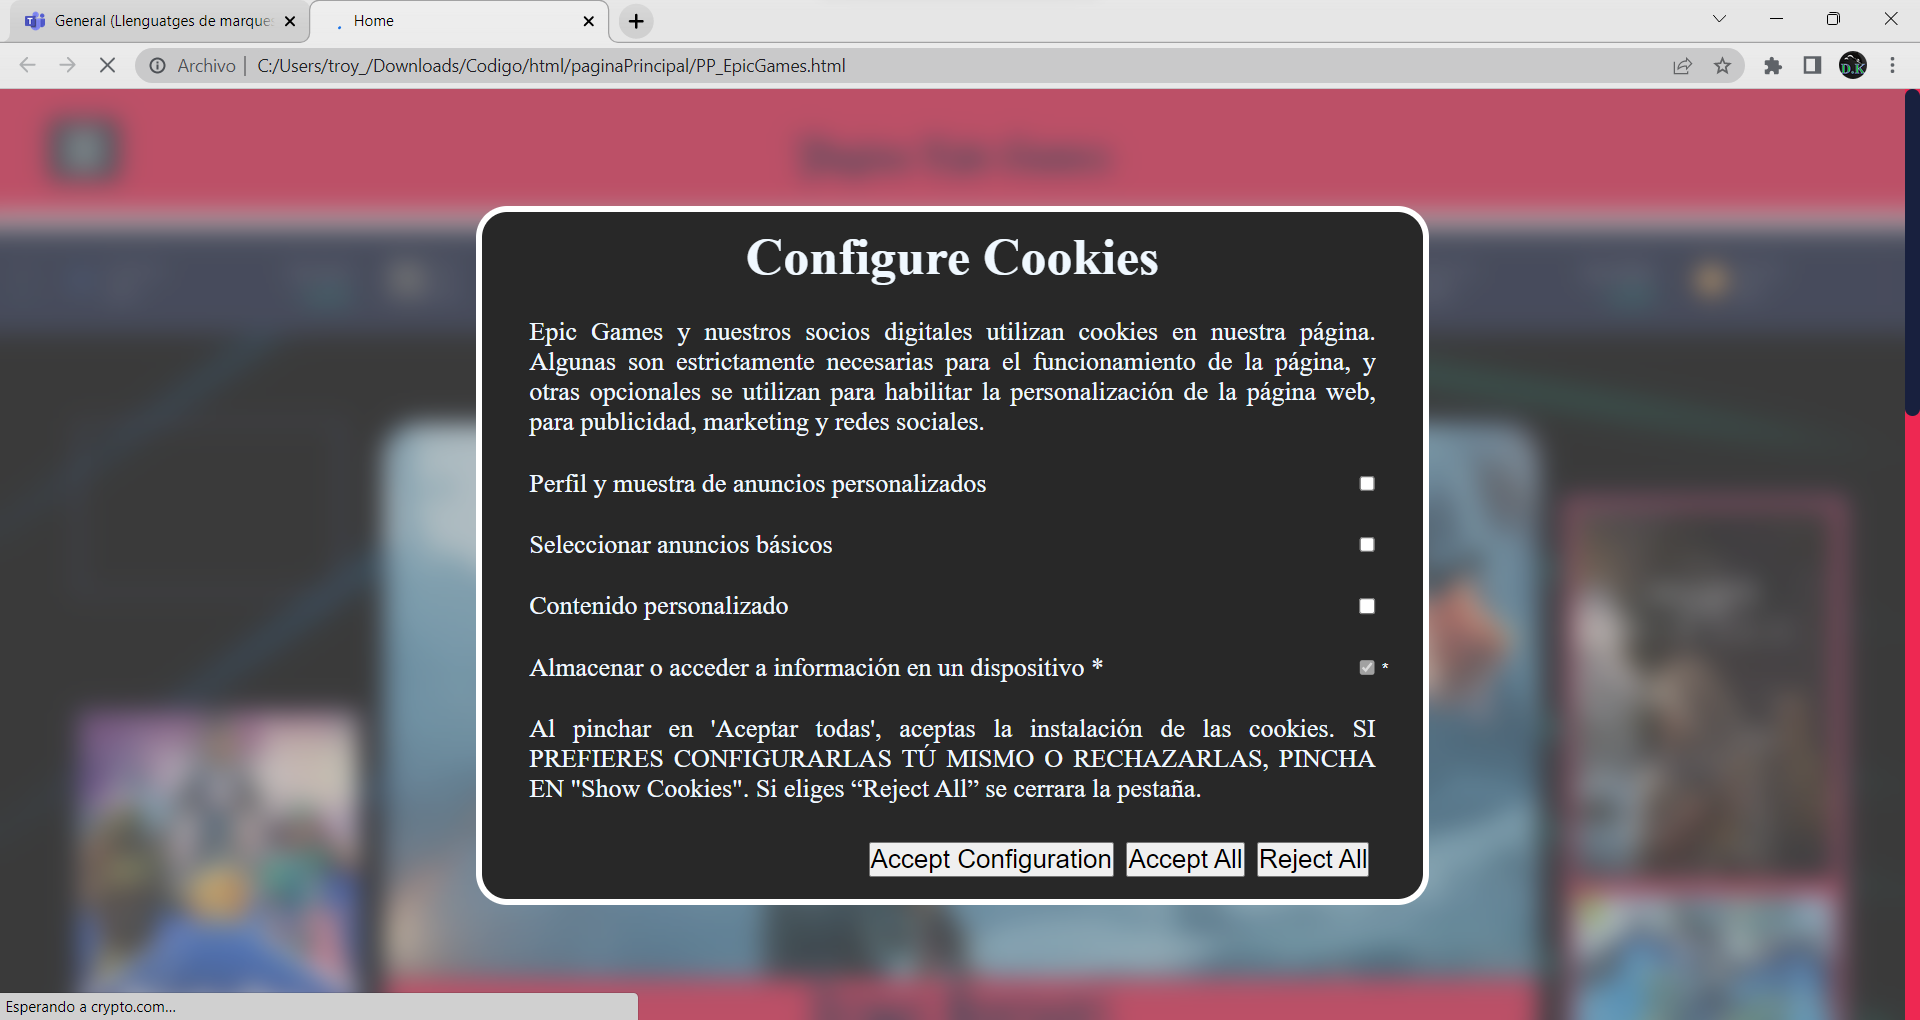 General (Llenguatges de marques
Home
Archivo | C:/Users/troy_/Downloads/Codigo/html/paginaPrincipal/PP_EpicGames.html
D.K
Configure Cookies
Epic Games y nuestros socios digitales utilizan cookies en nuestra página.
Algunas son estrictamente necesarias para el funcionamiento de la página, y
otras opcionales se utilizan para habilitar la personalización de la página web,
para publicidad, marketing y redes sociales.
Perfil y muestra de anuncios personalizados
Seleccionar anuncios básicos
Contenido personalizado
Almacenar o acceder a información en un dispositivo * *
Al pinchar en 'Aceptar todas', aceptas la instalación de las cookies. SI
PREFIERES CONFIGURARLAS TÚ MISMO O RECHAZARLAS, PINCHA
EN "Show Cookies". Si eliges “Reject All” se cerrara la pestaña.
Accept Configuration Accept All Reject All
Esperando a crypto.com...